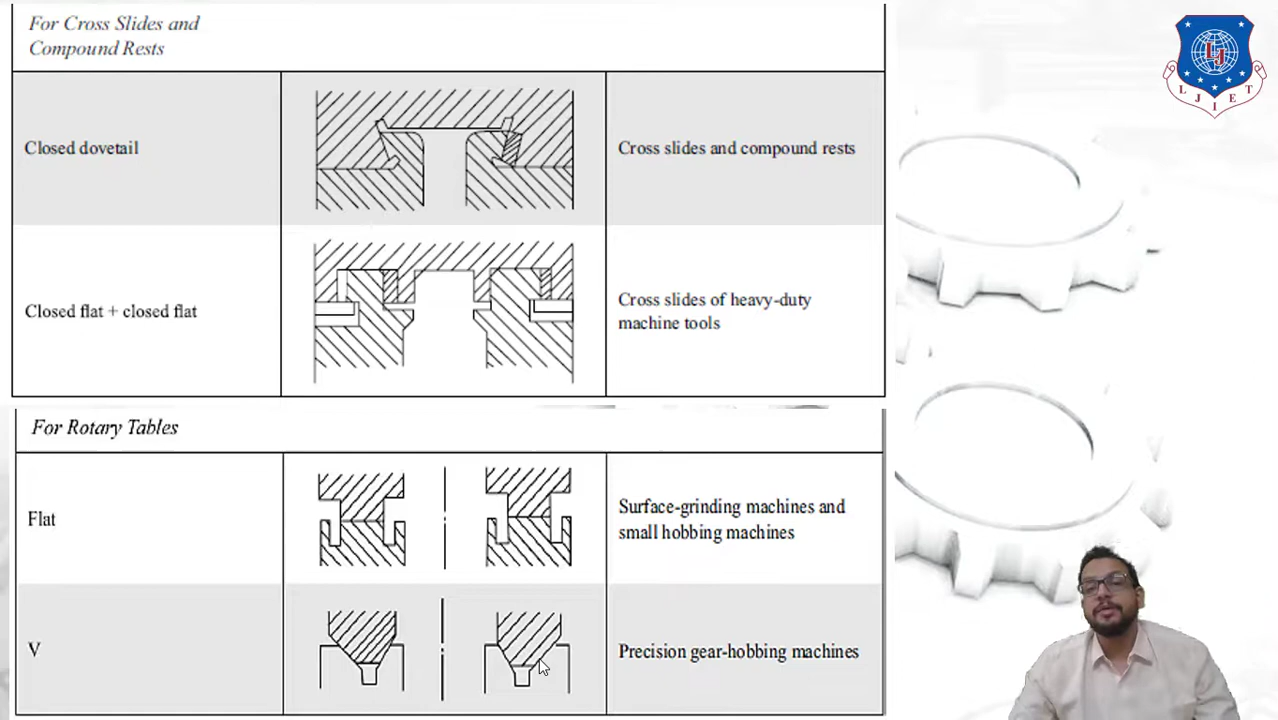 For Cross Slides and
Compound Rests
Closed dovetail
Cross slides and compound rests
Closed flat + closed flat
Cross slides of heavy-duty
machine tools
For Rotary Tables
Flat
Surface-grinding machines and
small hobbing machines
V
Precision gear-hobbing machines
LJ
L J I E T